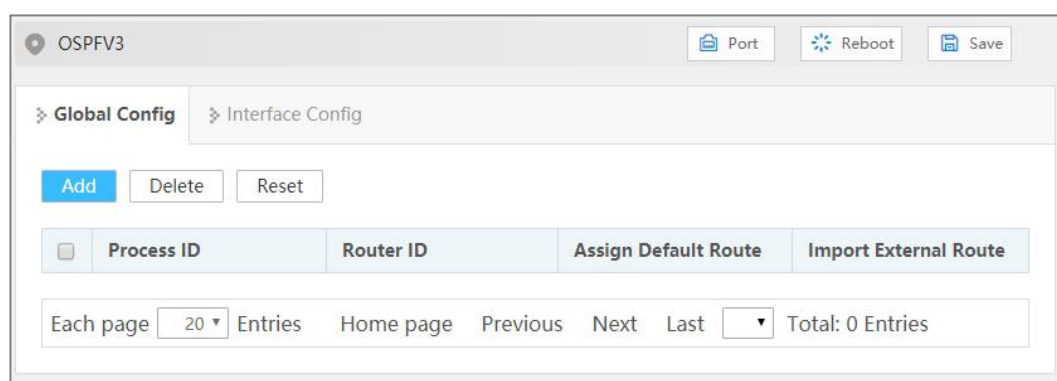 OSPFV3 Port Reboot Save
Global Config Interface Config
Add Delete Reset
Process ID Router ID Assign Default Route Import External Route
Each page 20 Entries Home page Previous Next Last Total: 0 Entries